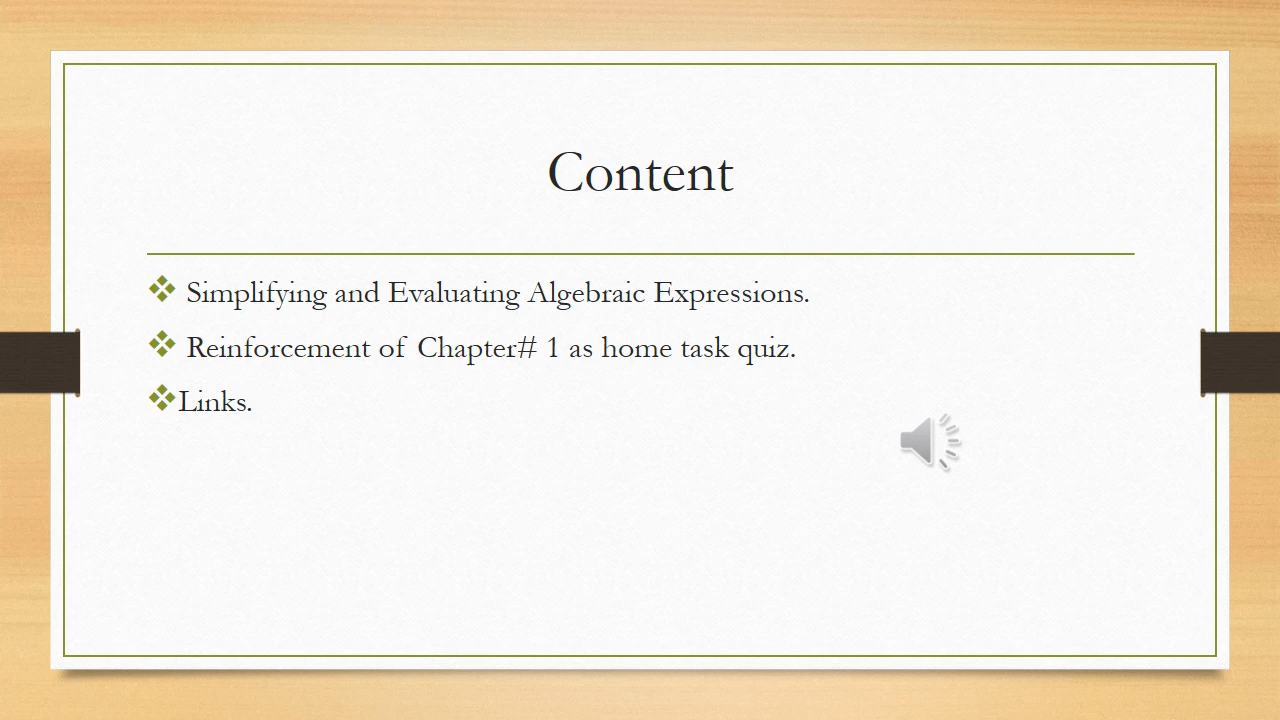 Content
Simplifying and Evaluating Algebraic Expressions.
Reinforcement of Chapter# 1 as home task quiz.
Links.